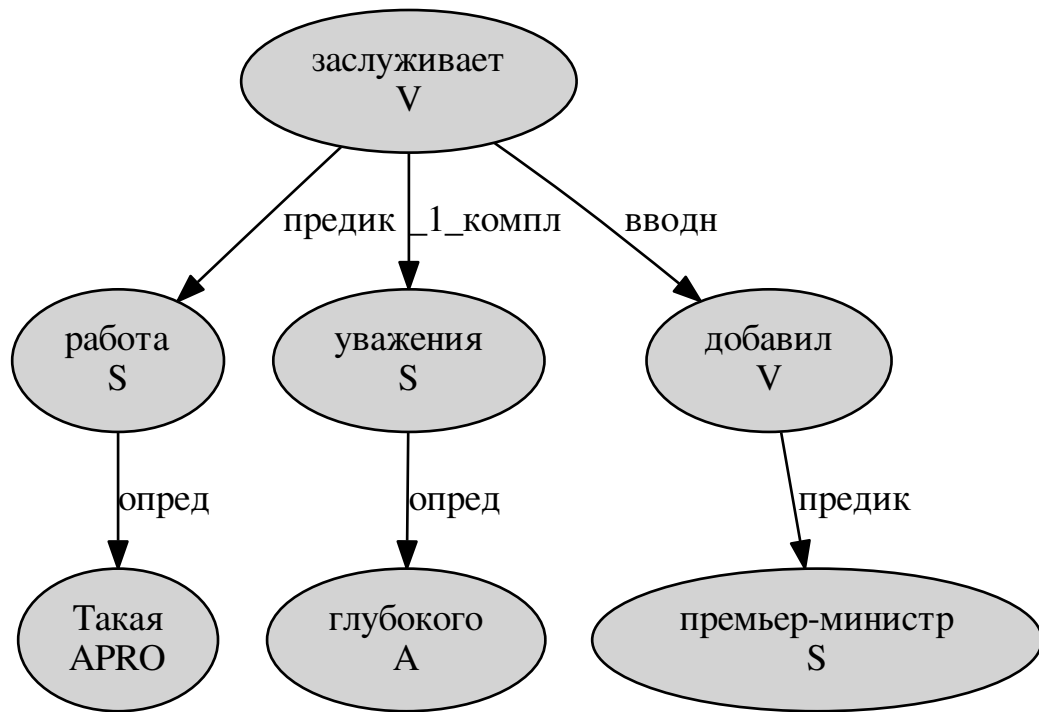 заслуживает
V
предик
_1_компл
вводн
работа
S
уважения
S
добавил
V
опред
опред
предик
Такая
APRO
глубокого
A
премьер-министр
S